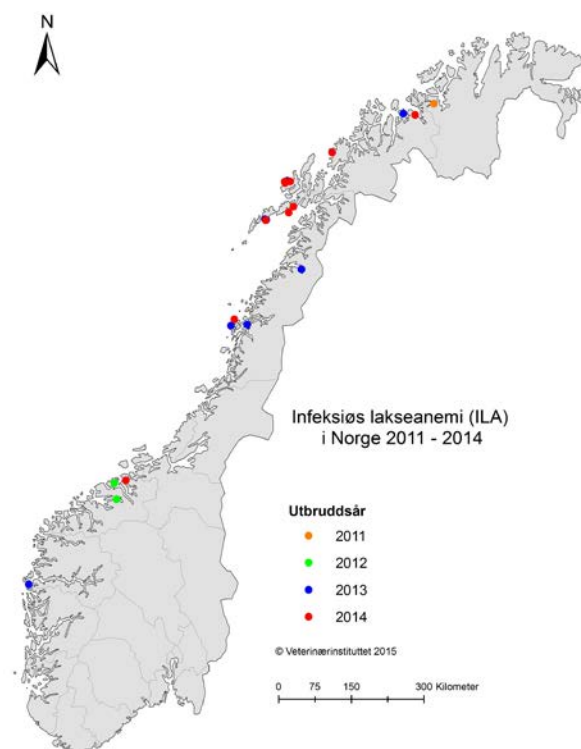 N
Infeksiøs lakseanemi (ILA)
i Norge 2011 - 2014
Utbruddsår
2011
2012
2013
2014
© Veterinærinstituttet 2015
0 75 150 300 Kilometer